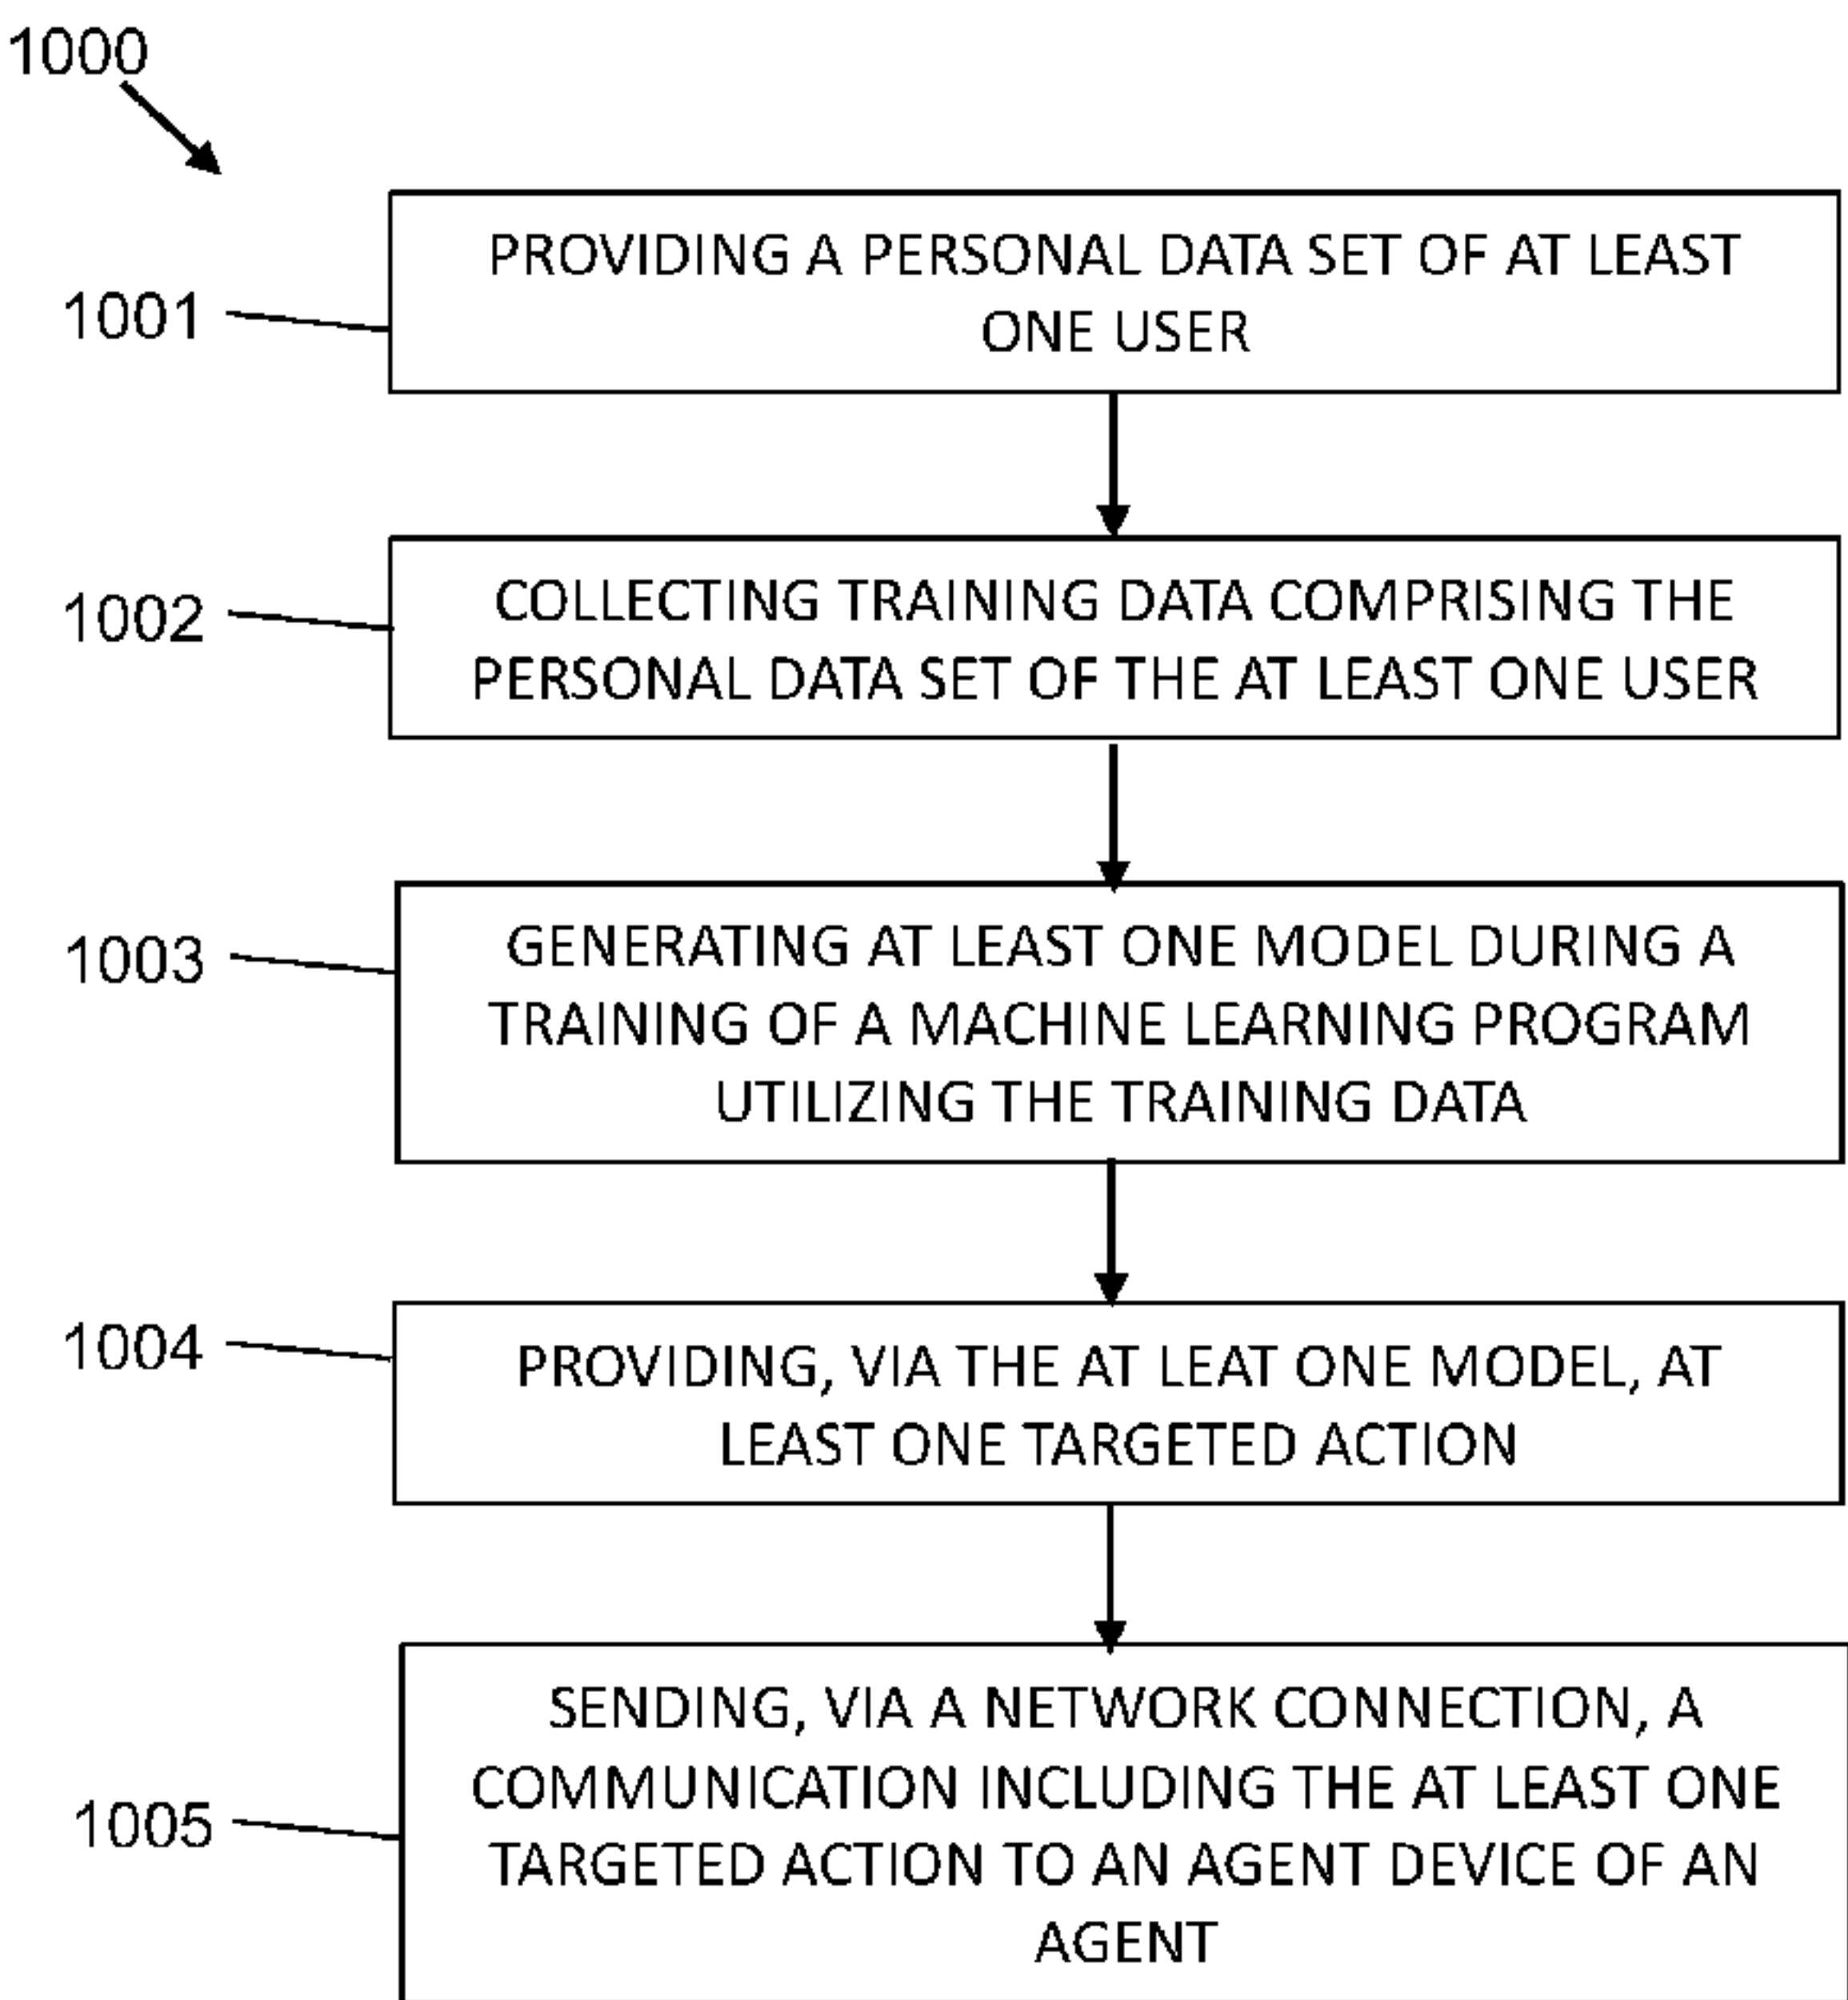 1000
PROVIDING A PERSONAL DATA SET OF AT LEAST
ONE USER
1001
COLLECTING TRAINING DATA COMPRISING THE
PERSONAL DATA SET OF THE AT LEAST ONE USER
1002
GENERATING AT LEAST ONE MODEL DURING A
TRAINING OF A MACHINE LEARNING PROGRAM
UTILIZING THE TRAINING DATA
1003
PROVIDING, VIA THE AT LEAT ONE MODEL, AT
LEAST ONE TARGETED ACTION
1004
SENDING, VIA A NETWORK CONNECTION, A
COMMUNICATION INCLUDING THE AT LEAST ONE
TARGETED ACTION TO AN AGENT DEVICE OF AN
AGENT
1005